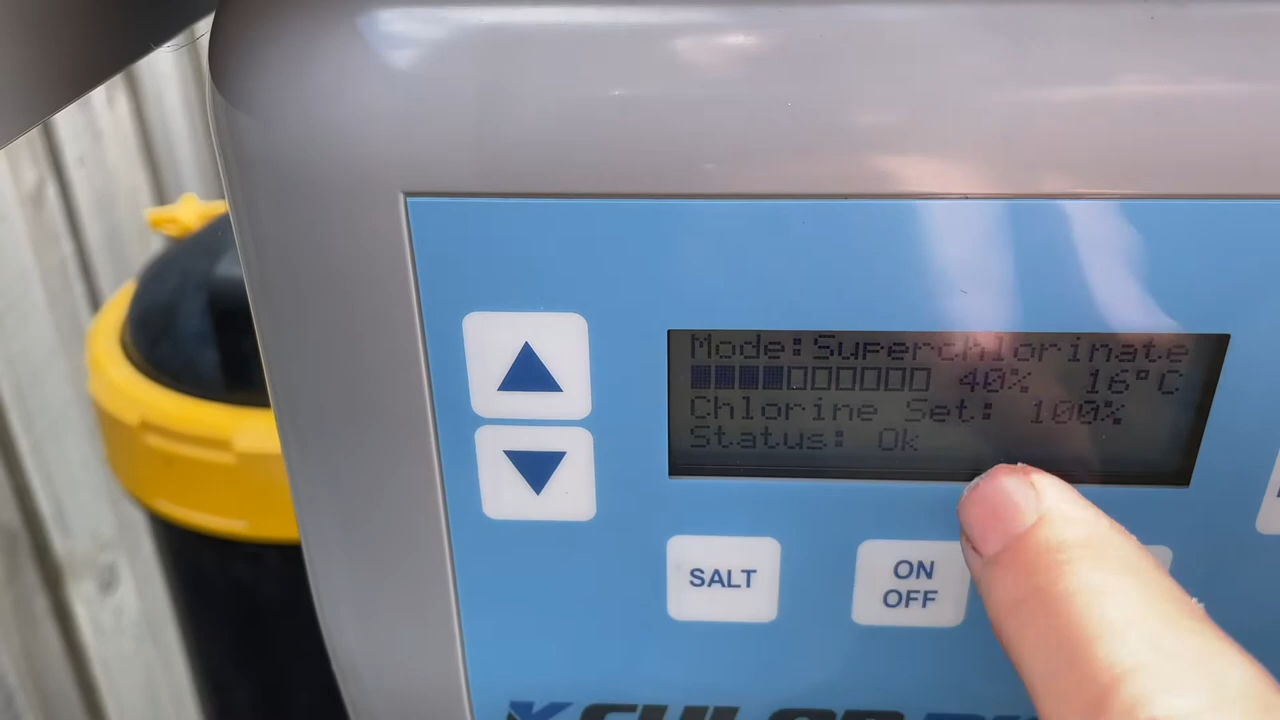 Mode:Superchlorinate
40% 16°C
Chlorine Set: 100%
Status: Ok
SALT
ON
OFF